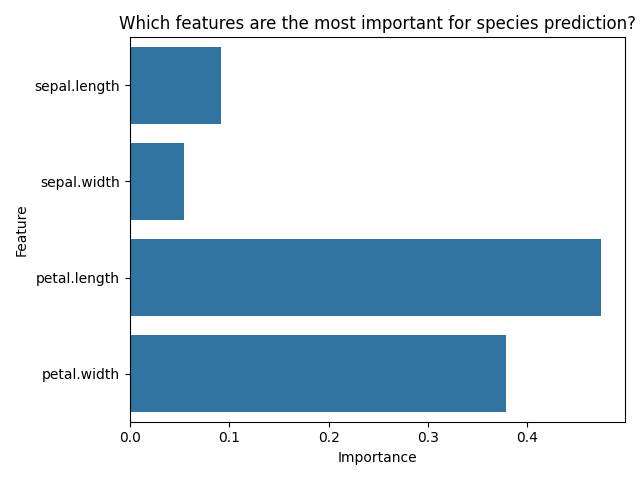 Which features are the most important for species prediction?
sepal.length
sepal.width
petal.length
petal.width
Feature
0.0 0.1 0.2 0.3 0.4
Importance